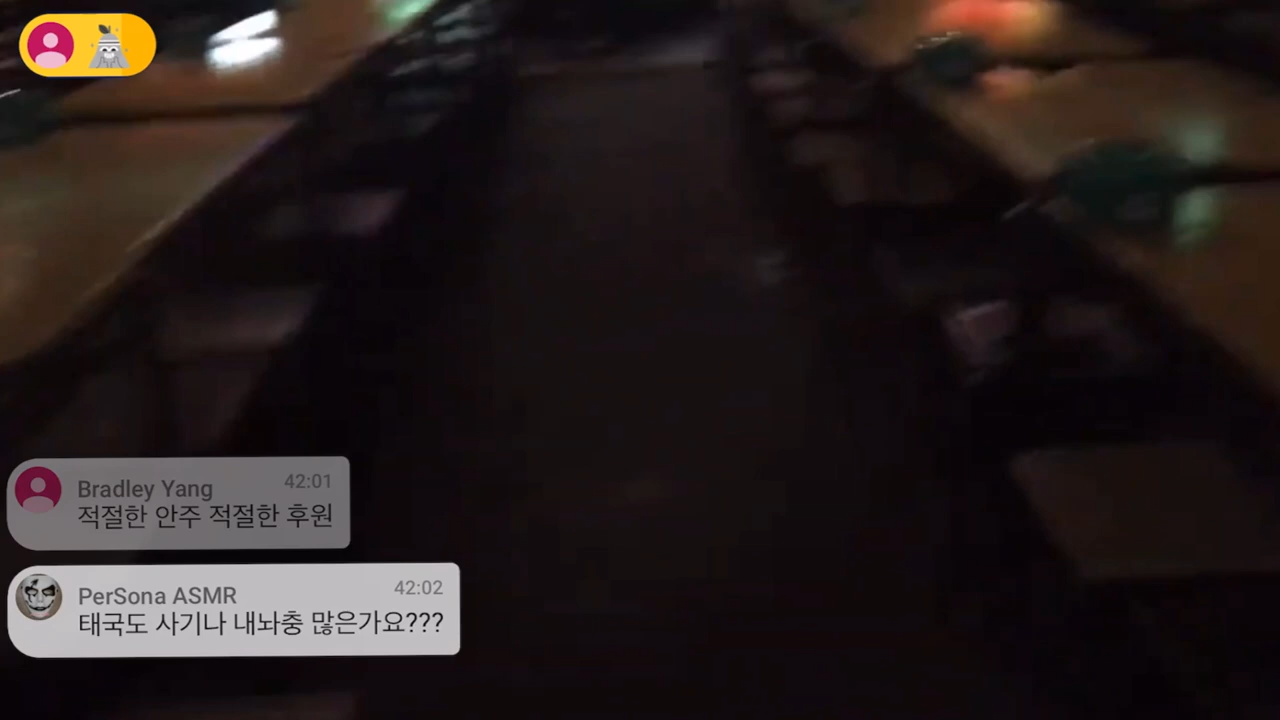 Bradley Yang 42:01
적절한 안주 적절한 후원
PerSona ASMR 42:02
태국도 사기나 내놔충 많은가요???